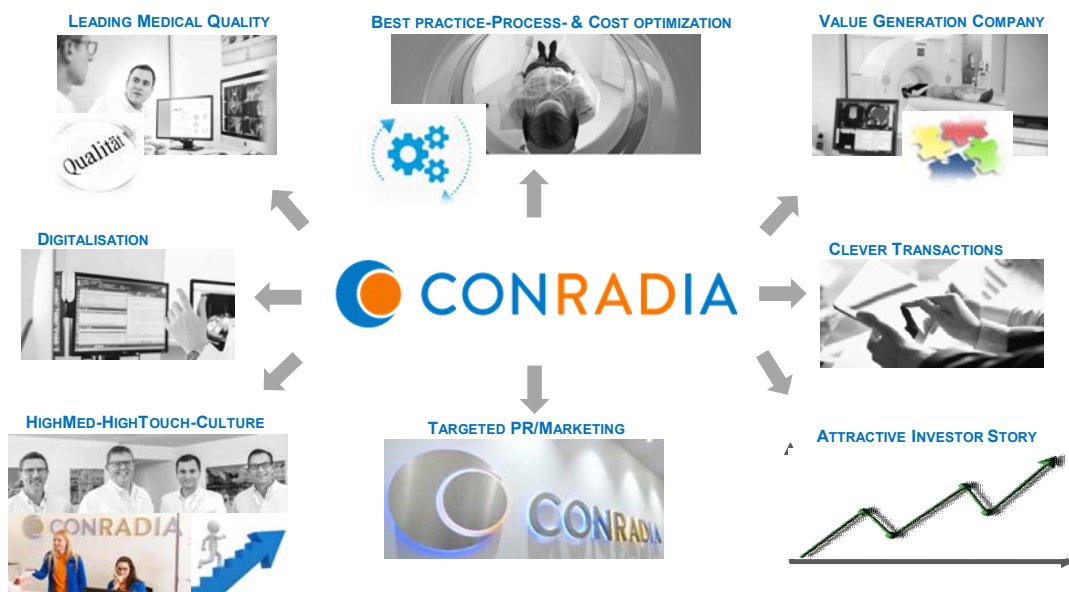 LEADING MEDICAL QUALITY
BEST PRACTICE-PROCESS- & COST OPTIMIZATION
VALUE GENERATION COMPANY
Qualität
DIGITALISATION
CLEVER TRANSACTIONS
CONRADIA
HIGHMED-HIGHTOUCH-CULTURE
TARGETED PR/MARKETING
ATTRACTIVE INVESTOR STORY
CONRADIA
CONRADIA